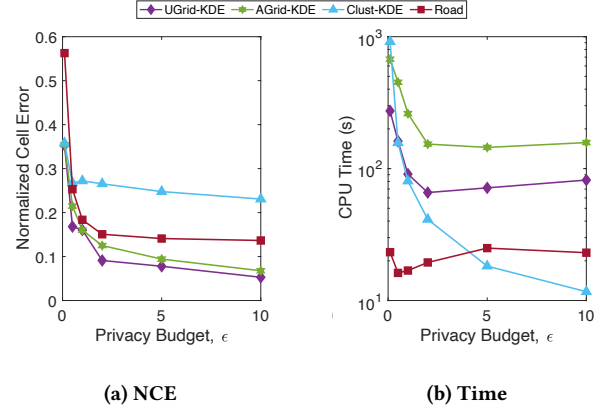 UGrid-KDE AGrid-KDE Clust-KDE Road
Normalized Cell Error
0.6
0.5
0.4
0.3
0.2
0.1
0
0 5 10
Privacy Budget, ϵ
(a) NCE
CPU Time (s)
10³
10²
10¹
0 5 10
Privacy Budget, ϵ
(b) Time